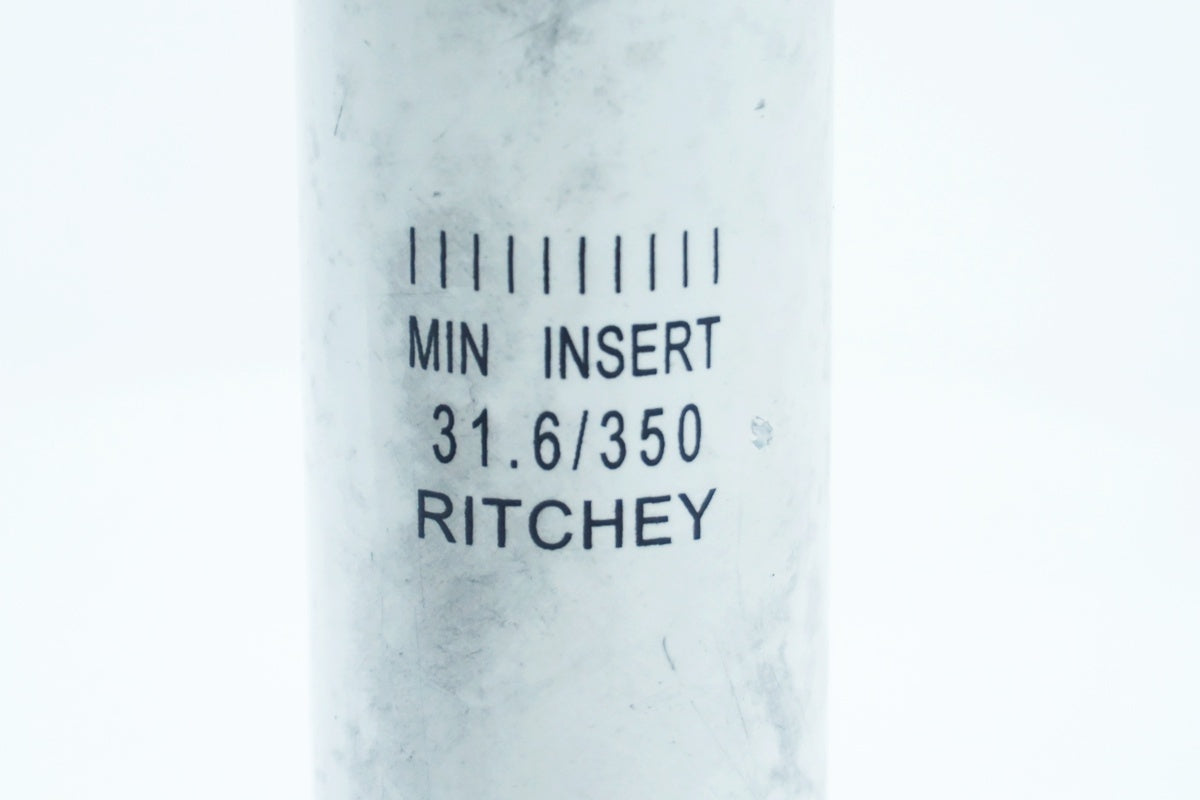 MIN INSERT
31.6/350
RITCHEY